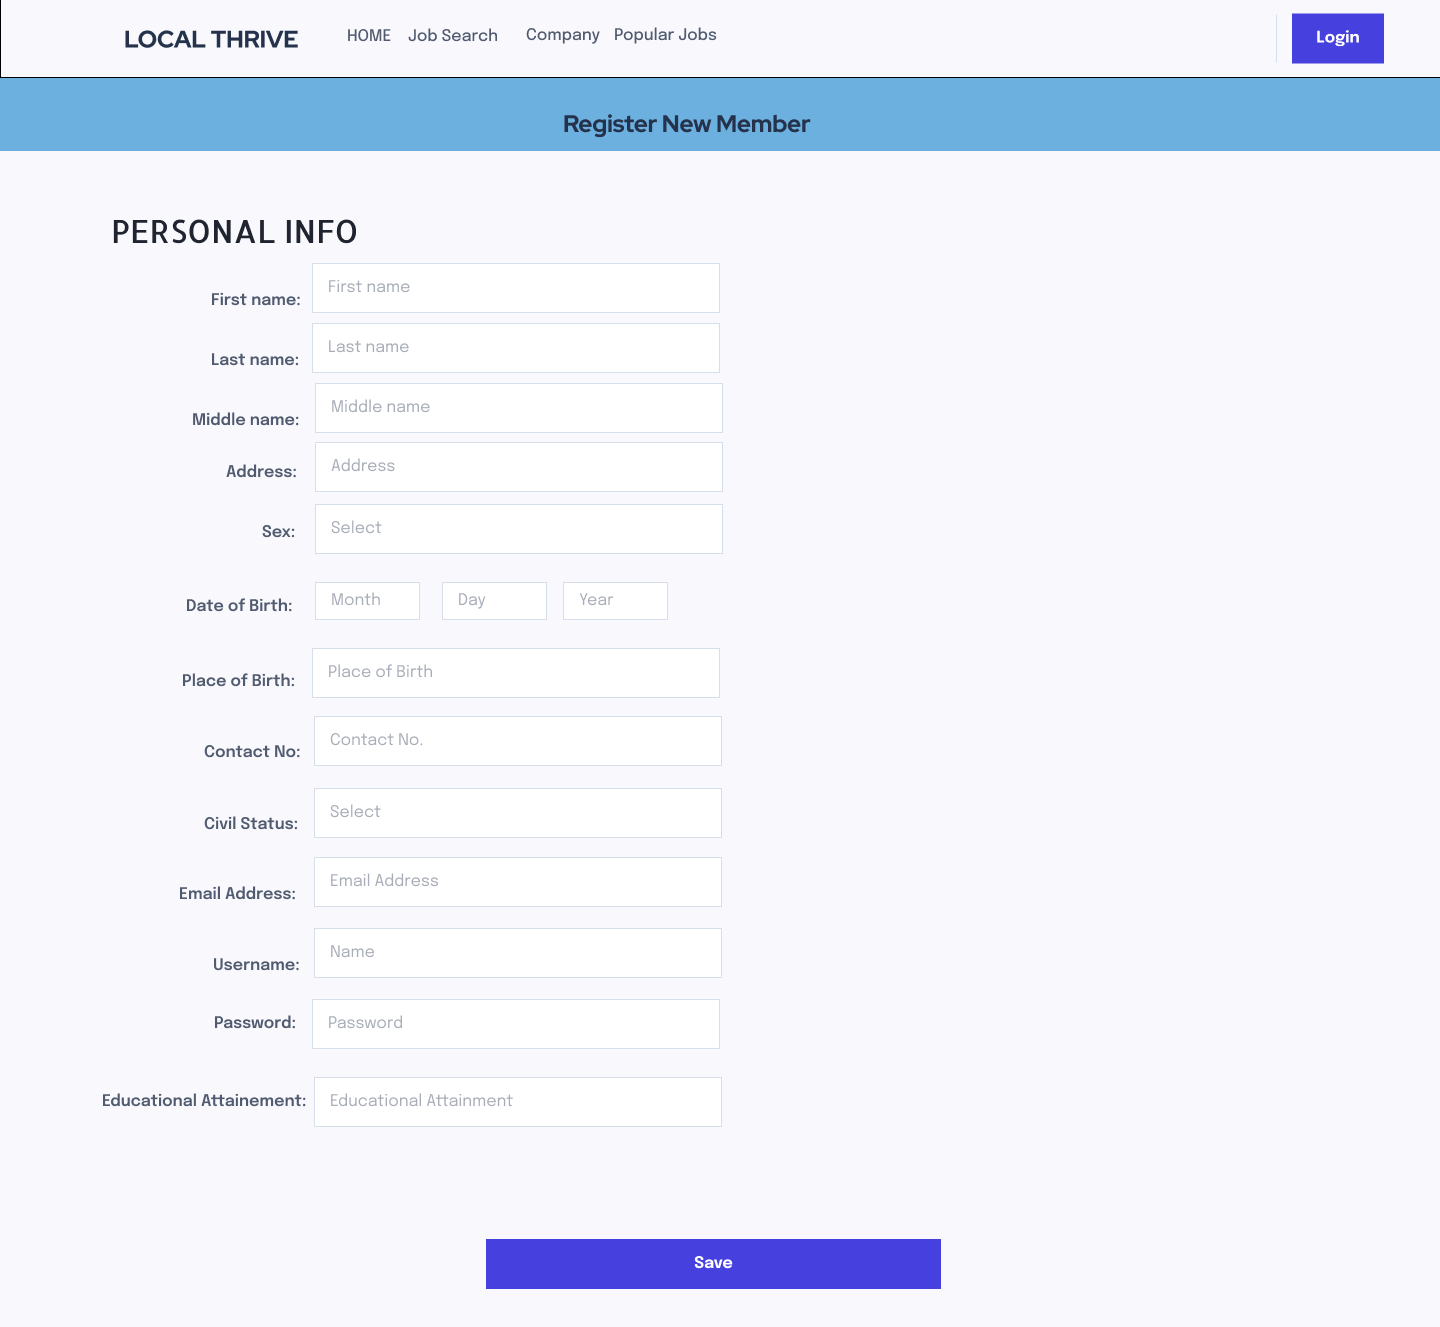 LOCAL THRIVE HOME Job Search Company Popular Jobs Login
Register New Member
PERSONAL INFO
First name: First name
Last name: Last name
Middle name: Middle name
Address: Address
Sex: Select
Date of Birth: Month Day Year
Place of Birth: Place of Birth
Contact No: Contact No.
Civil Status: Select
Email Address: Email Address
Username: Name
Password: Password
Educational Attainement: Educational Attainment
Save